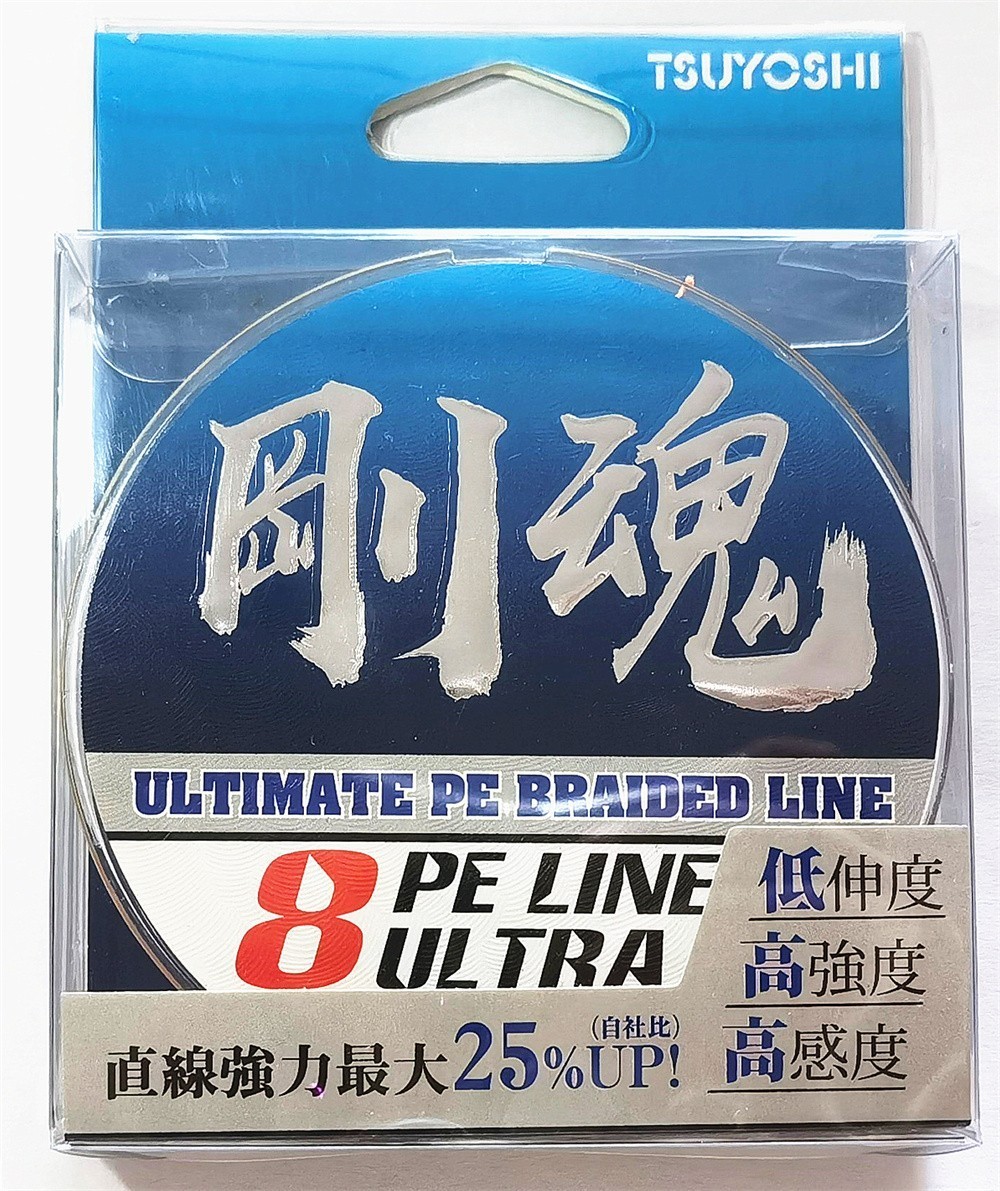 TSUYOSHI
剛魂
ULTIMATE PE BRAIDED LINE
8 PE LINE
ULTRA
低伸度
高強度
高感度
(自社比)
直線強力最大25%UP!